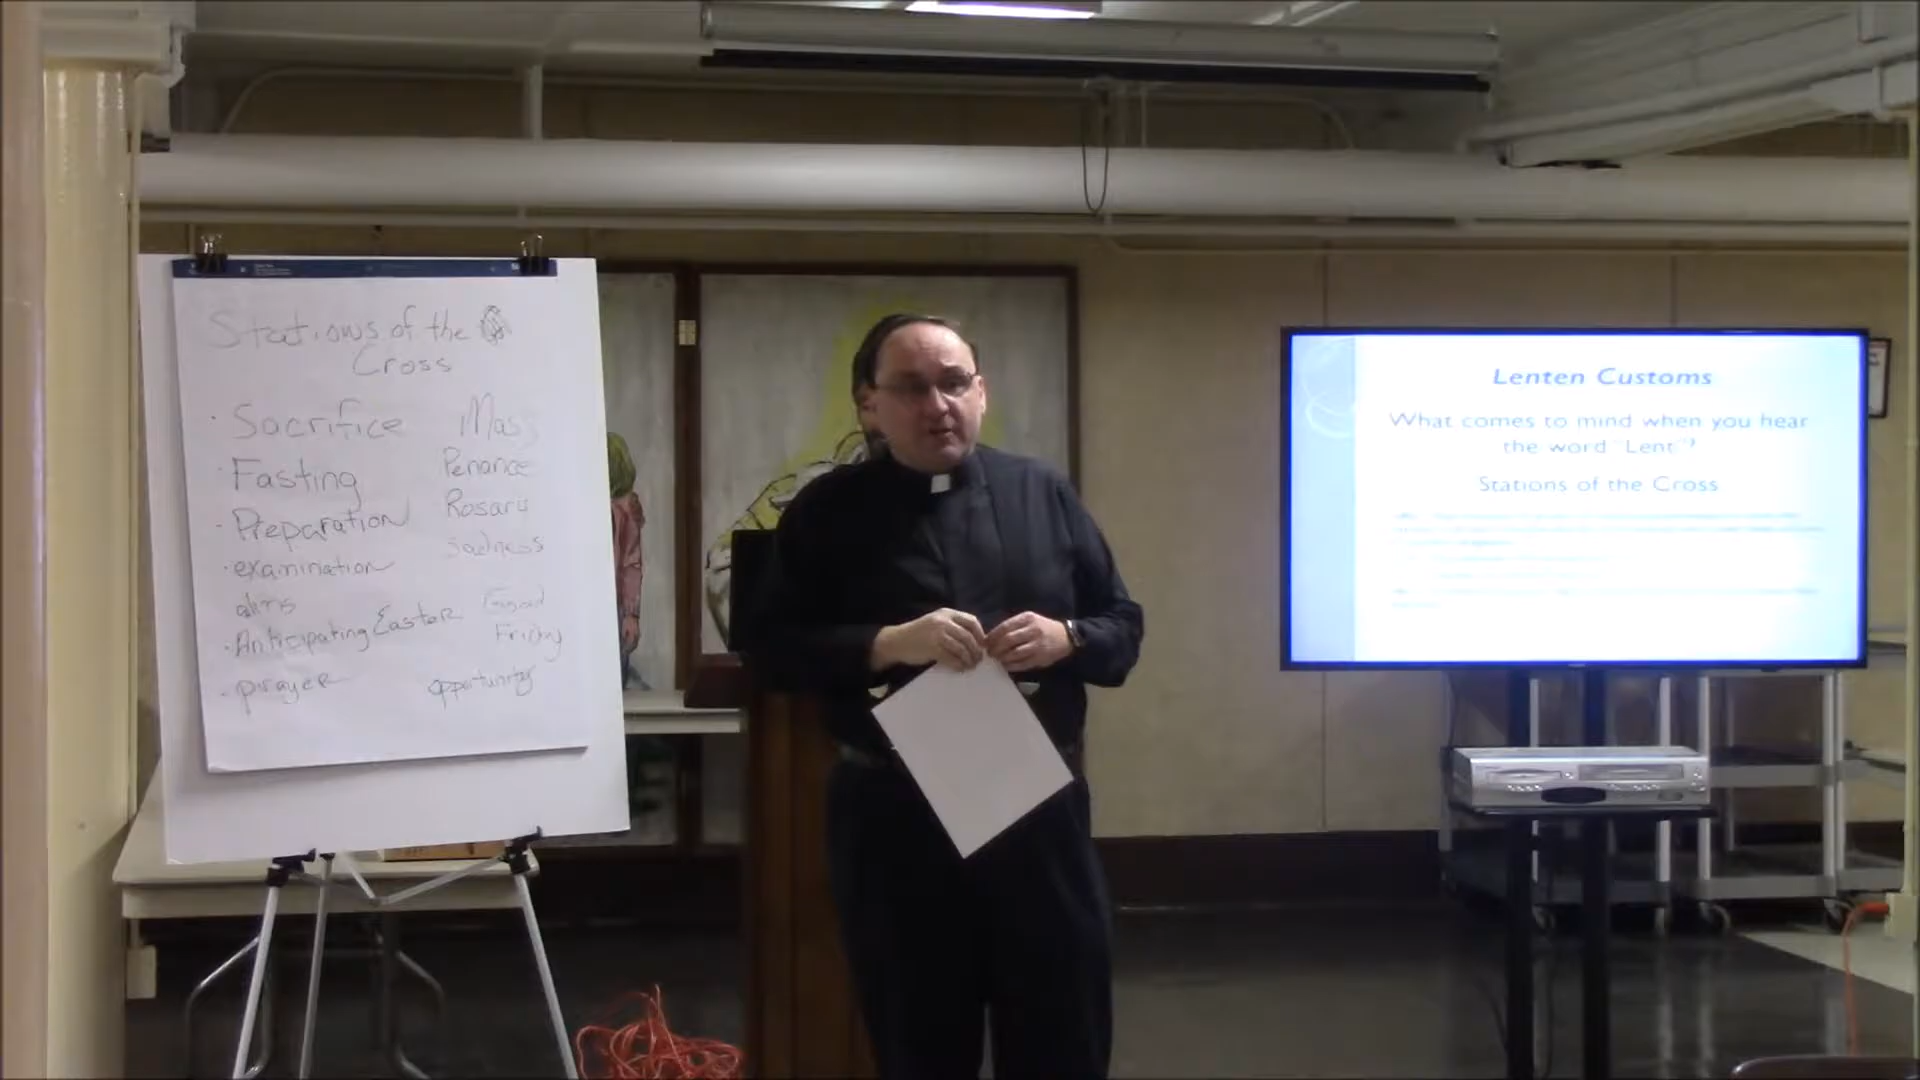 Stations of the
Cross
· Sacrifice
· Fasting
· Preparation
· examination
alms
· Anticipating Easter
· prayer
Mass
Penance
Rosary
sadness
Good
Friday
opportunity
Lenten Customs
What comes to mind when you hear
the word "Lent"?
Stations of the Cross